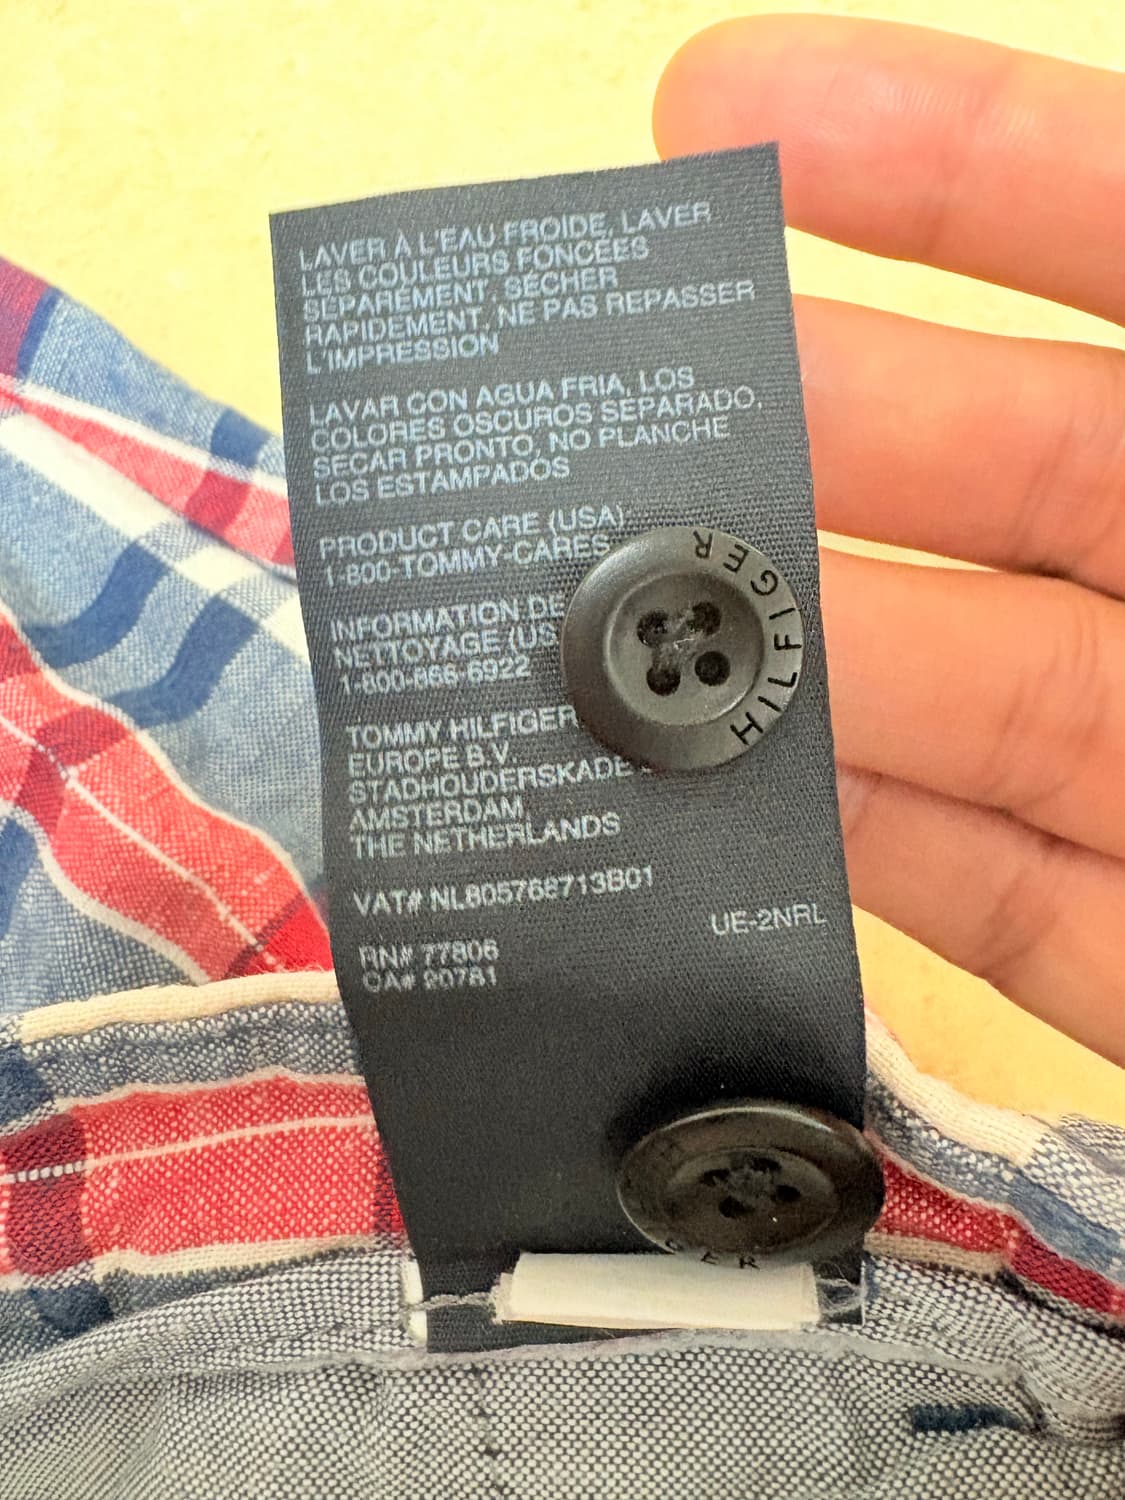 LAVER À L'EAU FROIDE, LAVER
LES COULEURS FONCÉES
SÉPARÉMENT, SÉCHER
RAPIDEMENT, NE PAS REPASSER
L'IMPRESSION
LAVAR CON AGUA FRIA, LOS
COLORES OSCUROS SEPARADO,
SECAR PRONTO, NO PLANCHE
LOS ESTAMPADOS
PRODUCT CARE (USA)
1-800-TOMMY-CARES
INFORMATION DE
NETTOYAGE (US
1-800-866-6922
TOMMY HILFIGER
EUROPE B.V.
STADHOUDERSKADE
AMSTERDAM
THE NETHERLANDS
VAT# NL805768713B01
UE-2NRL
RN# 77806
CA# 20781
HILFIGER
GER